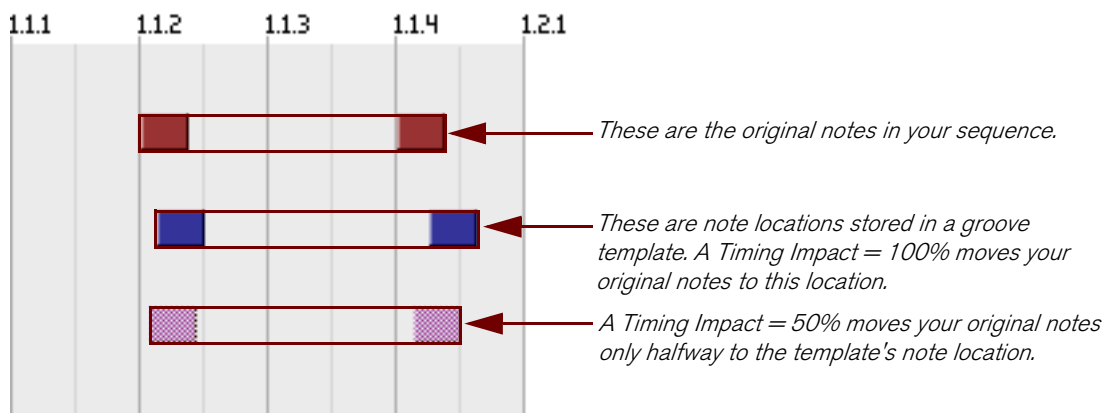 1.1.1 1.1.2 1.1.3 1.1.4 1.2.1
These are the original notes in your sequence.
These are note locations stored in a groove
template. A Timing Impact = 100% moves your
original notes to this location.
A Timing Impact = 50% moves your original notes
only halfway to the template's note location.